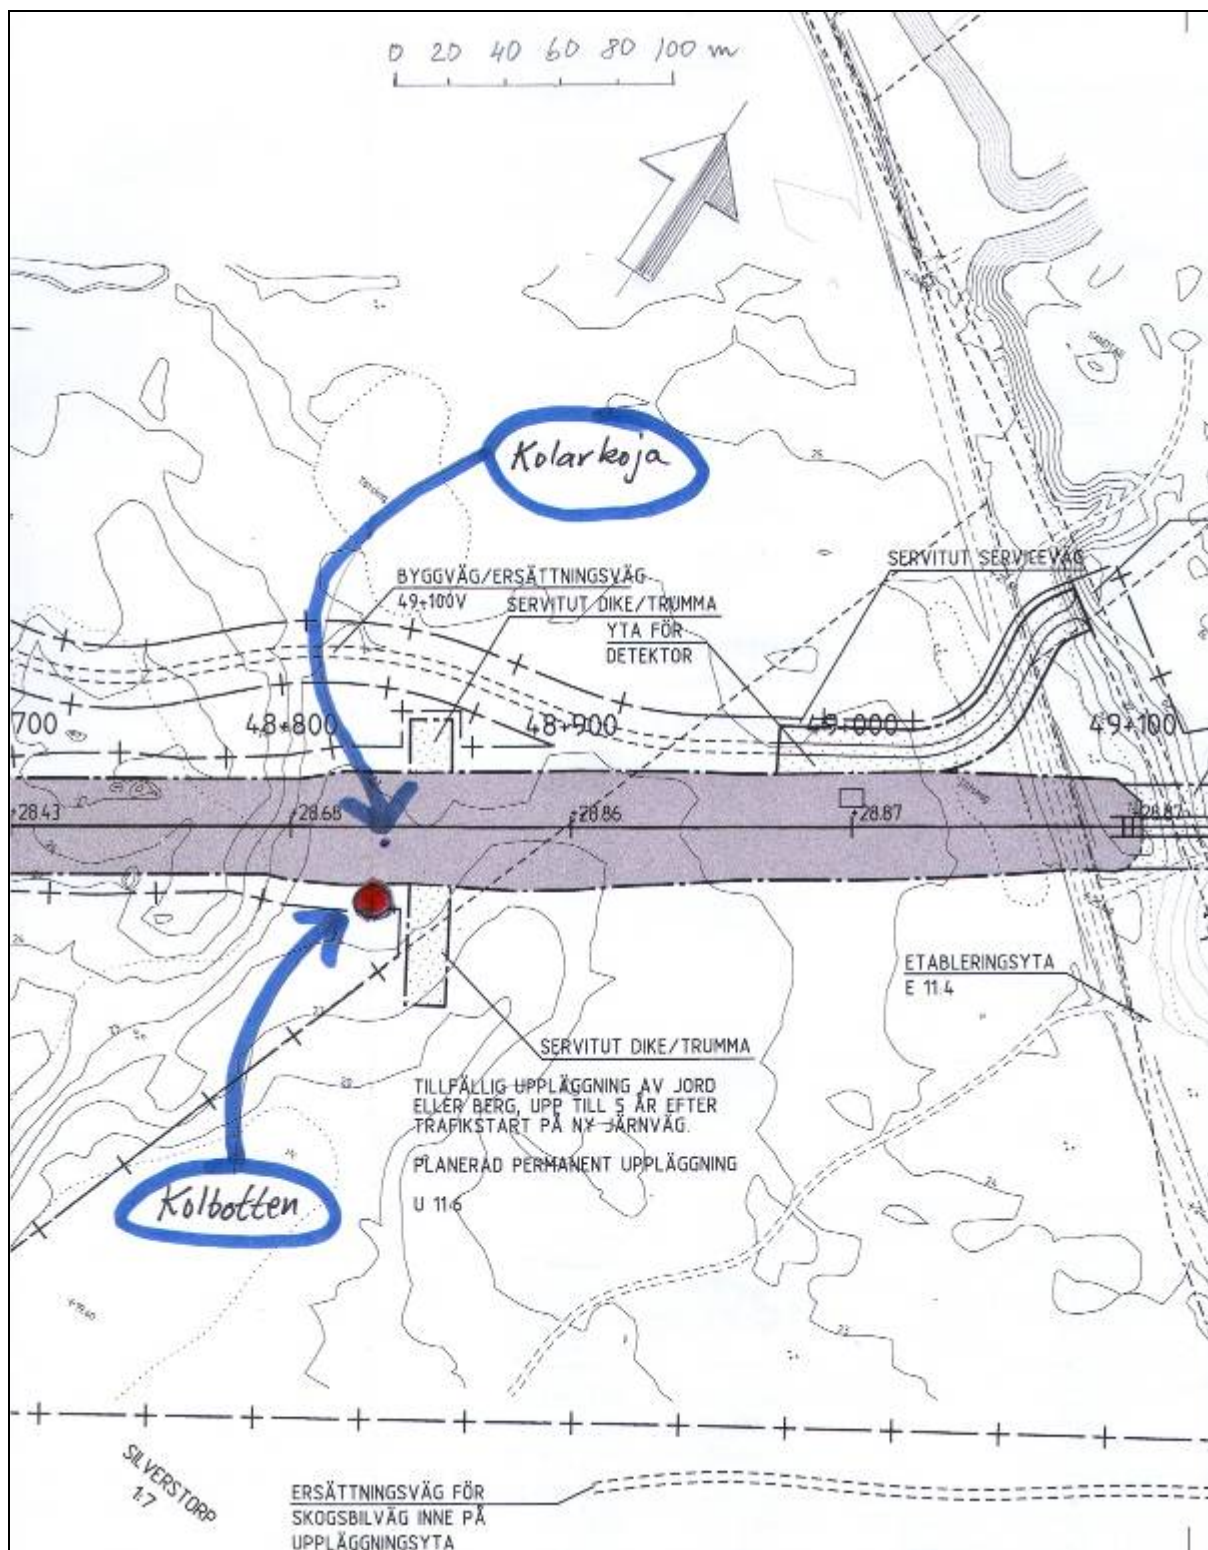 0 20 40 60 80 100 m
Kolarkoja
25
SERVITUT SERVICEVÄG
BYGGVÄG/ERSÄTTNINGSVÄG
49+100V
SERVITUT DIKE/TRUMMA
YTA FÖR
DETEKTOR
700
48+800
48+900
49+000
49+100
+28.43
28.68
+28.86
+28.87
+28.87
ETABLERINGSYTA
E 11.4
SERVITUT DIKE/TRUMMA
TILLFÄLLIG UPPLÄGGNING AV JORD
ELLER BERG, UPP TILL 5 ÅR EFTER
TRAFIKSTART PÅ NY JÄRNVÄG.
PLANERAD PERMANENT UPPLÄGGNING
U 11.6
Kolbotten
24
23
SILVERSTORP
1:7
ERSÄTTNINGSVÄG FÖR
SKOGSBILVÄG INNE PÅ
UPPLÄGGNINGSYTA